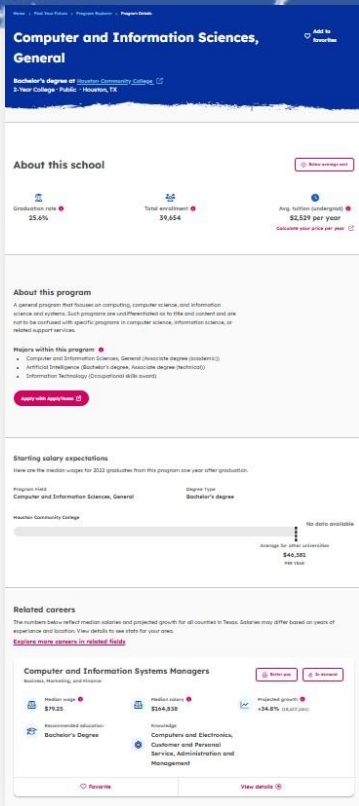 Home > Find Your Future > Program Explorer > Program Details
Computer and Information Sciences,
General
Add to
favorites
Bachelor's degree at Houston Community College
2-Year College · Public · Houston, TX
About this school
Below average cost
Graduation rate
25.6%
Total enrollment
39,654
Avg. tuition (undergrad)
$2,529 per year
Calculate your price per year
About this program
A general program that focuses on computing, computer science, and information
science and systems. Such programs are undifferentiated as to title and content and are
not to be confused with specific programs in computer science, information science, or
related support services.
Majors within this program
Computer and Information Sciences, General (Associate degree (academic))
Artificial Intelligence (Bachelor's degree, Associate degree (technical))
Information Technology (Occupational skills award)
Apply with ApplyTexas
Starting salary expectations
Here are the median wages for 2022 graduates from this program one year after graduation.
Program Field
Computer and Information Sciences, General
Degree Type
Bachelor's degree
Houston Community College
No data available
Average for other universities
$46,381
PER YEAR
Related careers
The numbers below reflect median salaries and projected growth for all counties in Texas. Salaries may differ based on years of
experience and location. View details to see stats for your area.
Explore more careers in related fields
Computer and Information Systems Managers
Business, Marketing, and Finance
Better pay
In demand
Median wage
$79.25
Median salary
$164,838
Projected growth
+34.8%
Recommended education
Bachelor's Degree
Knowledge
Computers and Electronics,
Customer and Personal
Service, Administration and
Management
Favorite
View details